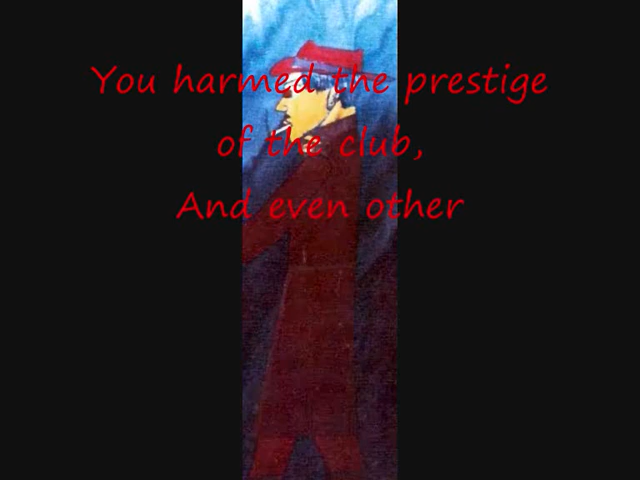 You harmed the prestige
of the club,
And even other